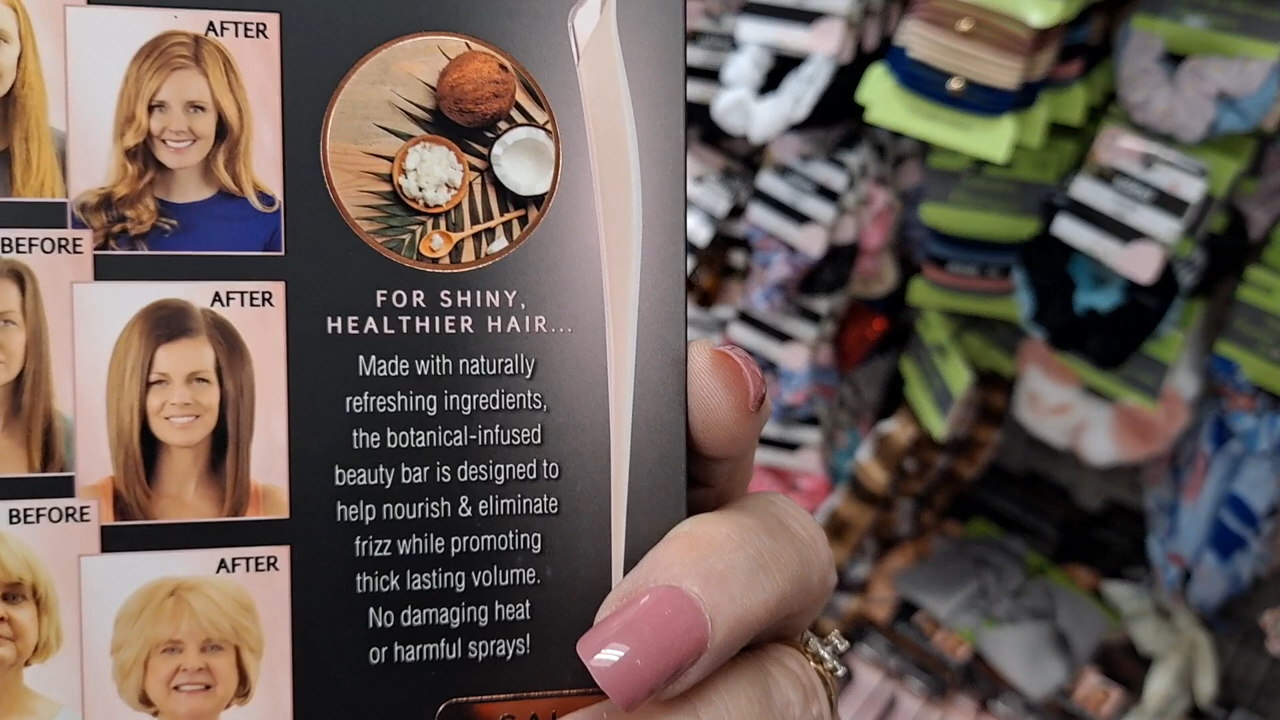 AFTER
BEFORE
AFTER
BEFORE
AFTER
FOR SHINY,
HEALTHIER HAIR...
Made with naturally
refreshing ingredients,
the botanical-infused
beauty bar is designed to
help nourish & eliminate
frizz while promoting
thick lasting volume.
No damaging heat
or harmful sprays!